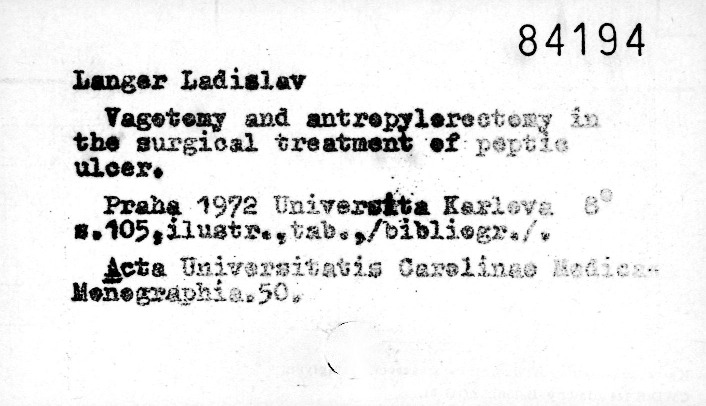 84194
Langer Ladislav
Vagotomy and antropylorectomy in
the surgical treatment of peptic
ulcer.
Praha 1972 Universita Karlova 8°
s.105,ilustr.,tab.,/bibliogr./.
Acta Universitatis Carolinae Medica-
Monographia.50.